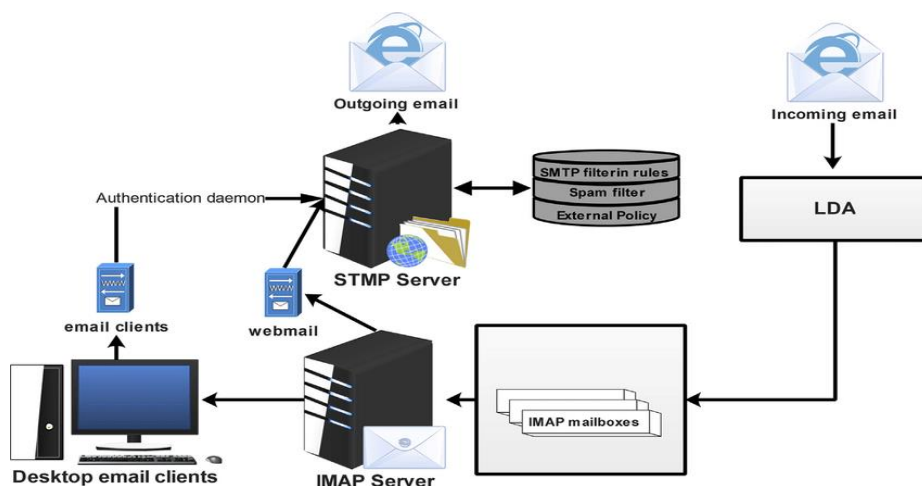 Outgoing email
Incoming email
SMTP filterin rules
Spam filter
External Policy
Authentication daemon
LDA
STMP Server
email clients
webmail
IMAP mailboxes
Desktop email clients
IMAP Server